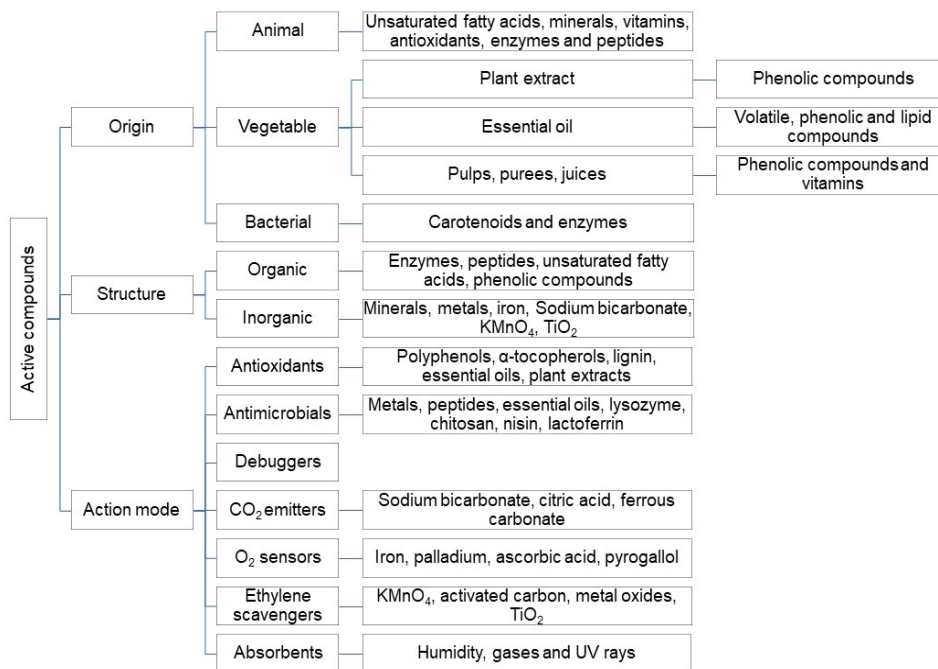 Active compounds
Origin
Animal
Unsaturated fatty acids, minerals, vitamins,
antioxidants, enzymes and peptides
Vegetable
Plant extract
Phenolic compounds
Essential oil
Volatile, phenolic and lipid
compounds
Pulps, purees, juices
Phenolic compounds and
vitamins
Bacterial
Carotenoids and enzymes
Structure
Organic
Enzymes, peptides, unsaturated fatty
acids, phenolic compounds
Inorganic
Minerals, metals, iron, Sodium bicarbonate,
KMnO₄, TiO₂
Action mode
Antioxidants
Polyphenols, α-tocopherols, lignin,
essential oils, plant extracts
Antimicrobials
Metals, peptides, essential oils, lysozyme,
chitosan, nisin, lactoferrin
Debuggers
CO₂ emitters
Sodium bicarbonate, citric acid, ferrous
carbonate
O₂ sensors
Iron, palladium, ascorbic acid, pyrogallol
Ethylene
scavengers
KMnO₄, activated carbon, metal oxides,
TiO₂
Absorbents
Humidity, gases and UV rays